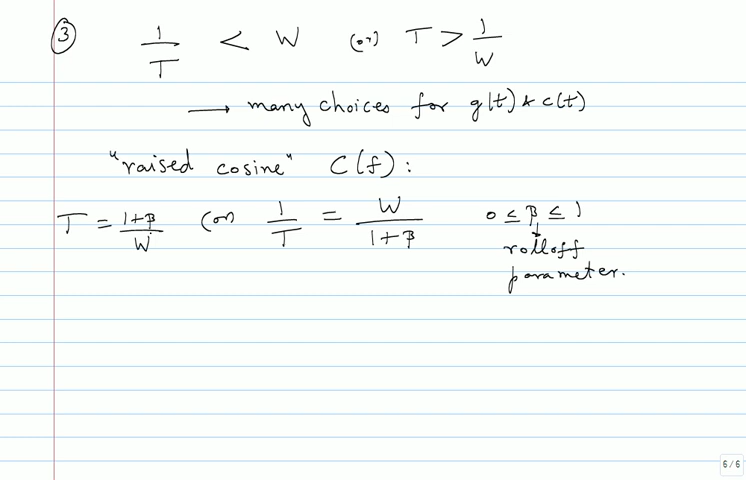 ③ 1/T < W (or) T > 1/W
→ many choices for g(t) * c(t)
"raised cosine" C(f):
T = 1+β/W (or) 1/T = W/1+β 0 ≤ β ≤ 1
rolloff
parameter.
6/6